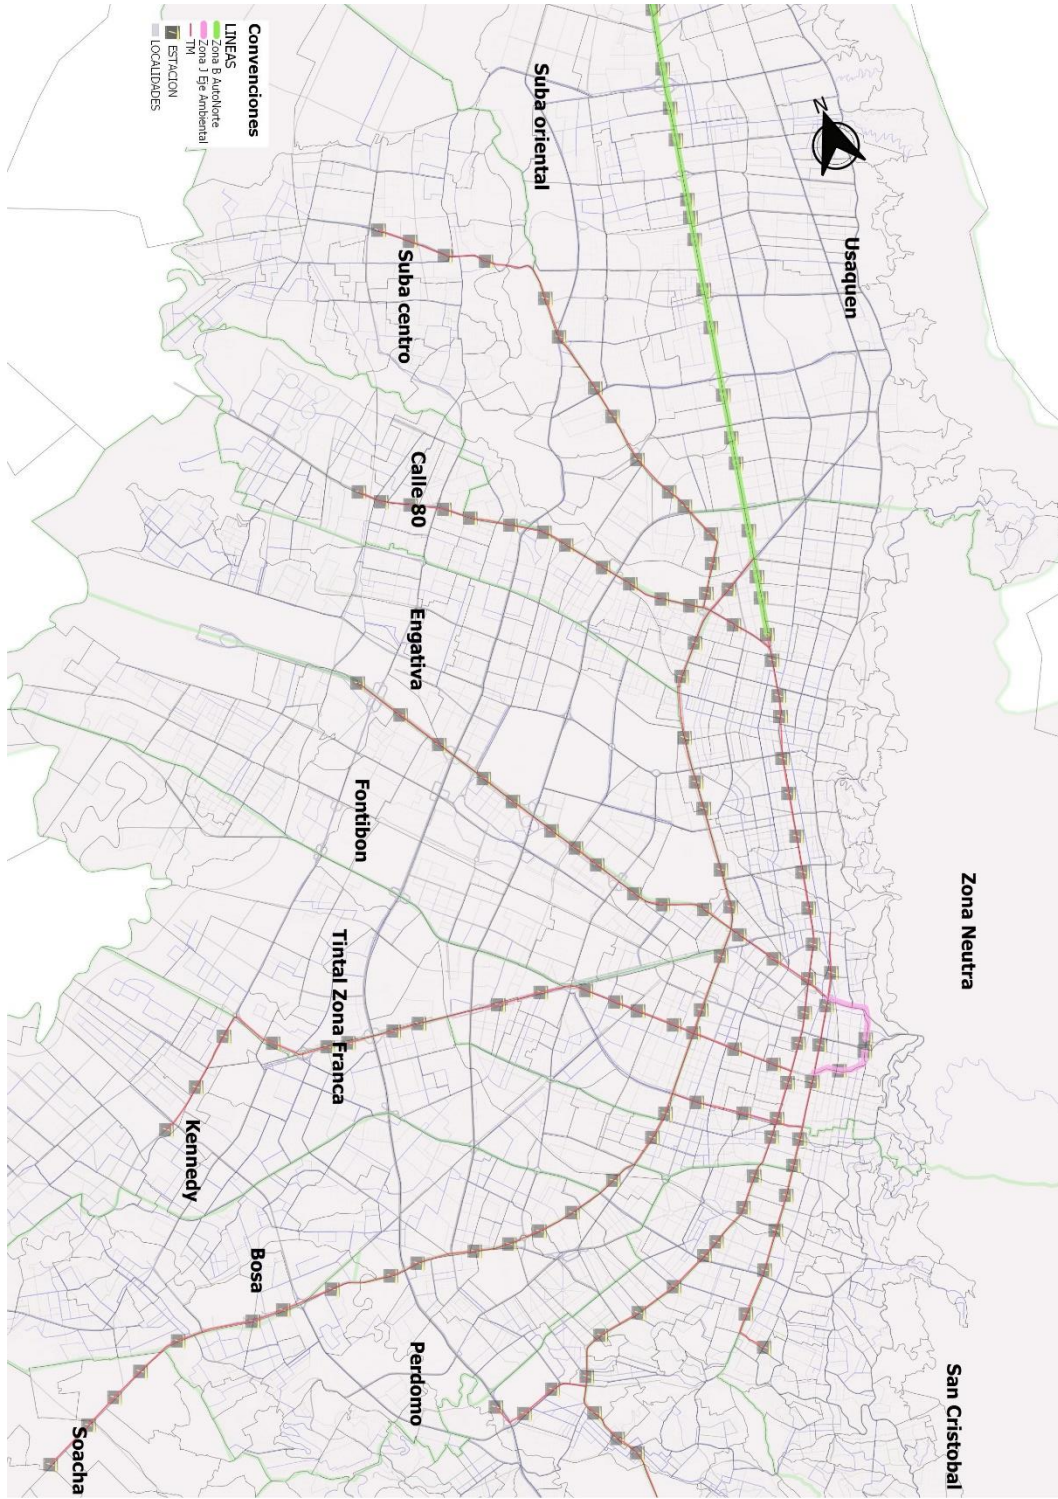 Convenciones
LINEAS
Zona B AutoNorte
Zona J Eje Ambiental
TM
ESTACION
LOCALIDADES
N
Suba oriental
Usaquen
Suba centro
Calle 80
Engativa
Fontibon
Zona Neutra
Tintal Zona Franca
Kennedy
Bosa
Perdomo
San Cristobal
Soacha